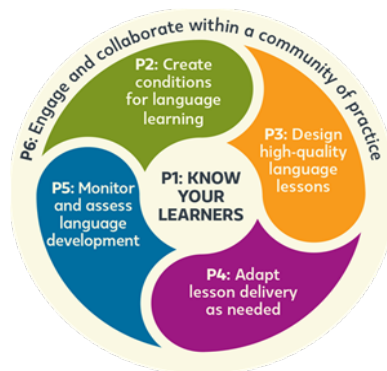 P6: Engage and collaborate within a community of practice
P2: Create
conditions
for language
learning
P3: Design
high-quality
language
lessons
P1: KNOW
YOUR
LEARNERS
P5: Monitor
and assess
language
development
P4: Adapt
lesson delivery
as needed